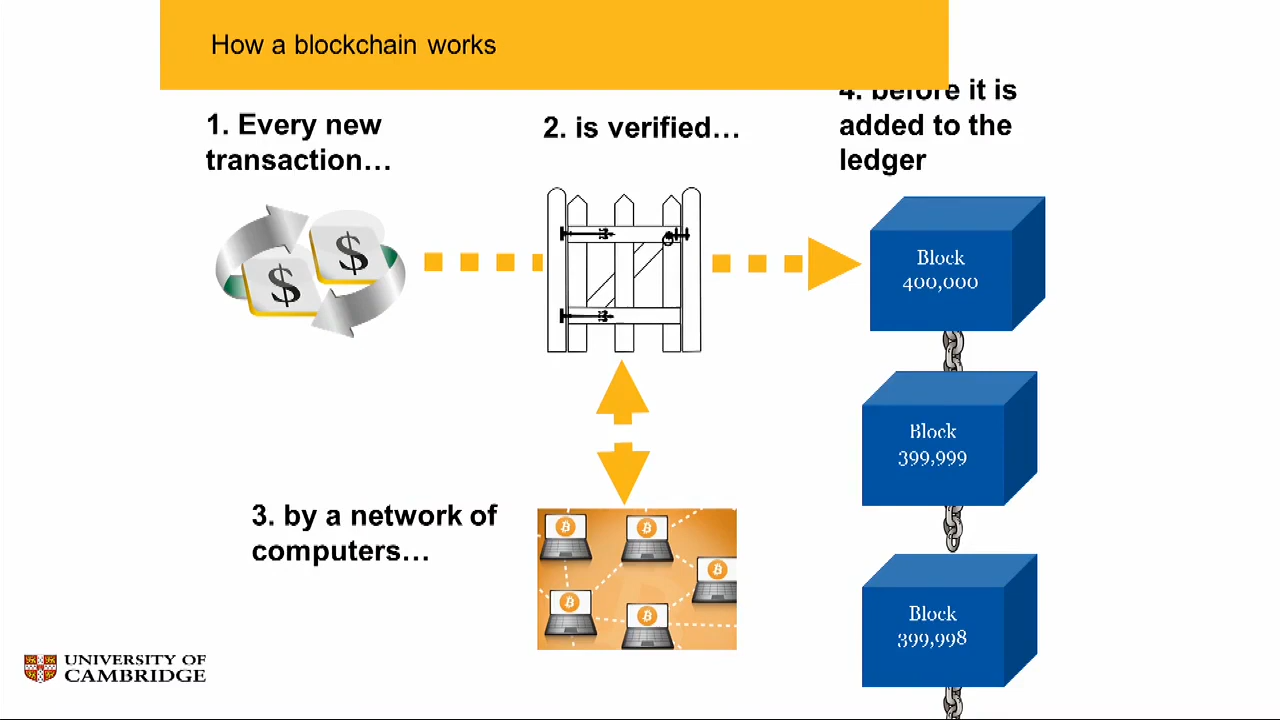 How a blockchain works
1. Every new
transaction…
2. is verified…
4. before it is
added to the
ledger
$
$
Block
400,000
Block
399,999
3. by a network of
computers…
Block
399,998
UNIVERSITY OF
CAMBRIDGE